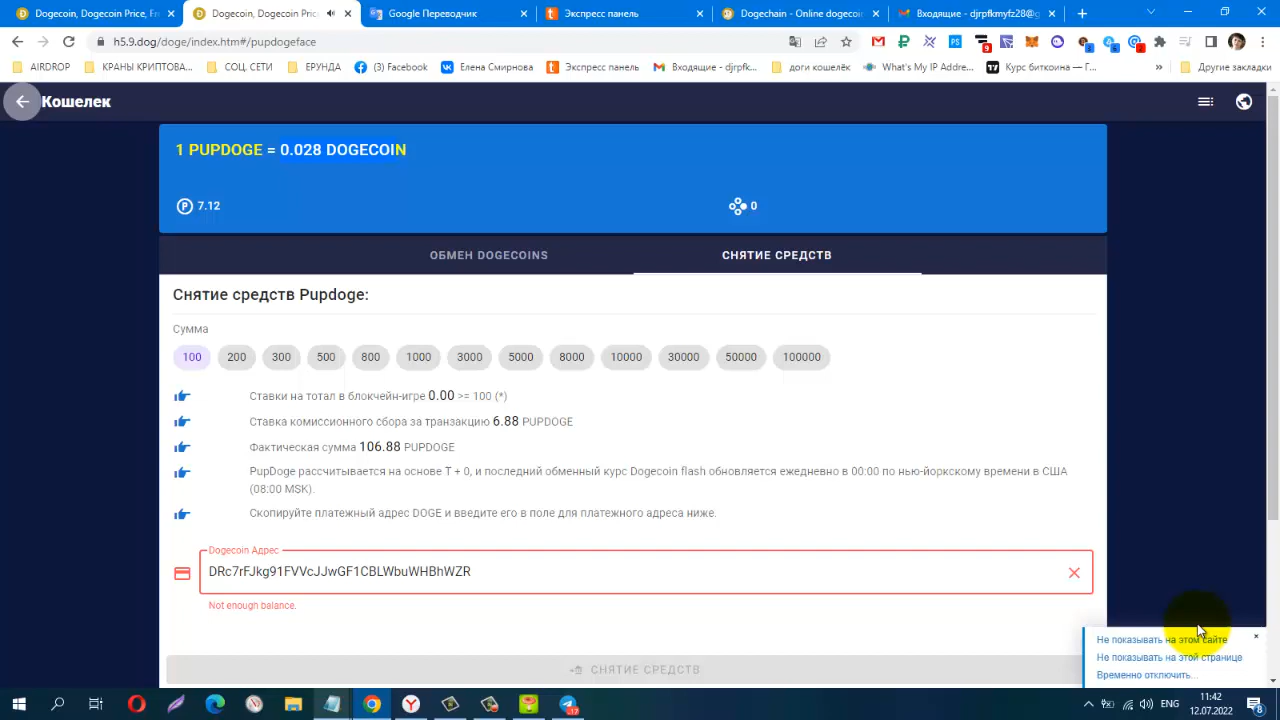 Dogecoin, Dogecoin Price, Fr
Dogecoin, Dogecoin Pric
Google Переводчик
Экспресс панель
Dogechain - Online dogecoi
Входящие - djrpfkmyfz28@g
h5.9.dog/doge/index.htm#/pupdogeface
AIRDROP
КРАНЫ КРИПТОВА...
СОЦ. СЕТИ
ЕРУНДА
(3) Facebook
Елена Смирнова
Экспресс панель
Входящие - djrpfk...
доги кошелёк
What's My IP Addre...
Курс биткоина — Г...
»
Другие закладки
Кошелек
1 PUPDOGE = 0.028 DOGECOIN
7.12
0
ОБМЕН DOGECOINS
СНЯТИЕ СРЕДСТВ
Снятие средств Pupdoge:
Сумма
100 200 300 500 800 1000 3000 5000 8000 10000 30000 50000 100000
Ставки на тотал в блокчейн-игре 0.00 >= 100 (*)
Ставка комиссионного сбора за транзакцию 6.88 PUPDOGE
Фактическая сумма 106.88 PUPDOGE
PupDoge рассчитывается на основе T + 0, и последний обменный курс Dogecoin flash обновляется ежедневно в 00:00 по нью-йоркскому времени в США
(08:00 MSK).
Скопируйте платежный адрес DOGE и введите его в поле для платежного адреса ниже.
Dogecoin Адрес
DRc7rFJkg91FVVcJJwGF1CBLWbuWHBhWZR
Not enough balance.
СНЯТИЕ СРЕДСТВ
Не показывать на этом сайте
Не показывать на этой странице
Временно отключить...
ENG
11:42
12.07.2022